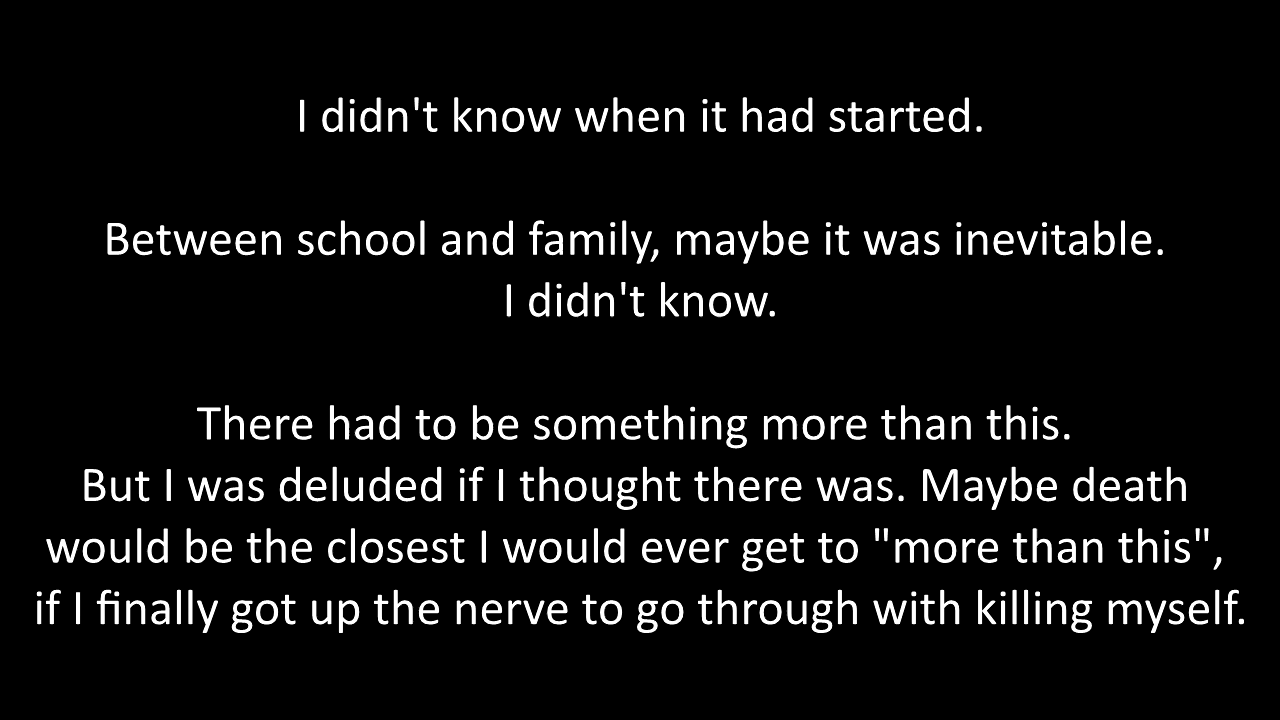 I didn't know when it had started.
Between school and family, maybe it was inevitable.
I didn't know.
There had to be something more than this.
But I was deluded if I thought there was. Maybe death
would be the closest I would ever get to "more than this",
if I finally got up the nerve to go through with killing myself.